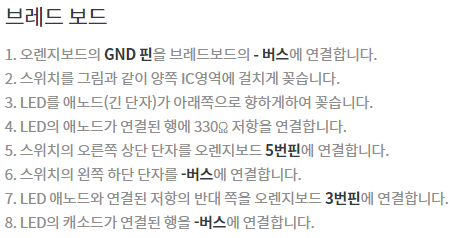 브레드 보드
1. 오렌지보드의 GND 핀을 브레드보드의 - 버스에 연결합니다.
2. 스위치를 그림과 같이 양쪽 IC영역에 걸치게 꽂습니다.
3. LED를 애노드(긴 단자)가 아래쪽으로 향하게하여 꽂습니다.
4. LED의 애노드가 연결된 행에 330Ω 저항을 연결합니다.
5. 스위치의 오른쪽 상단 단자를 오렌지보드 5번핀에 연결합니다.
6. 스위치의 왼쪽 하단 단자를 -버스에 연결합니다.
7. LED 애노드와 연결된 저항의 반대 쪽을 오렌지보드 3번핀에 연결합니다.
8. LED의 캐소드가 연결된 행을 -버스에 연결합니다.